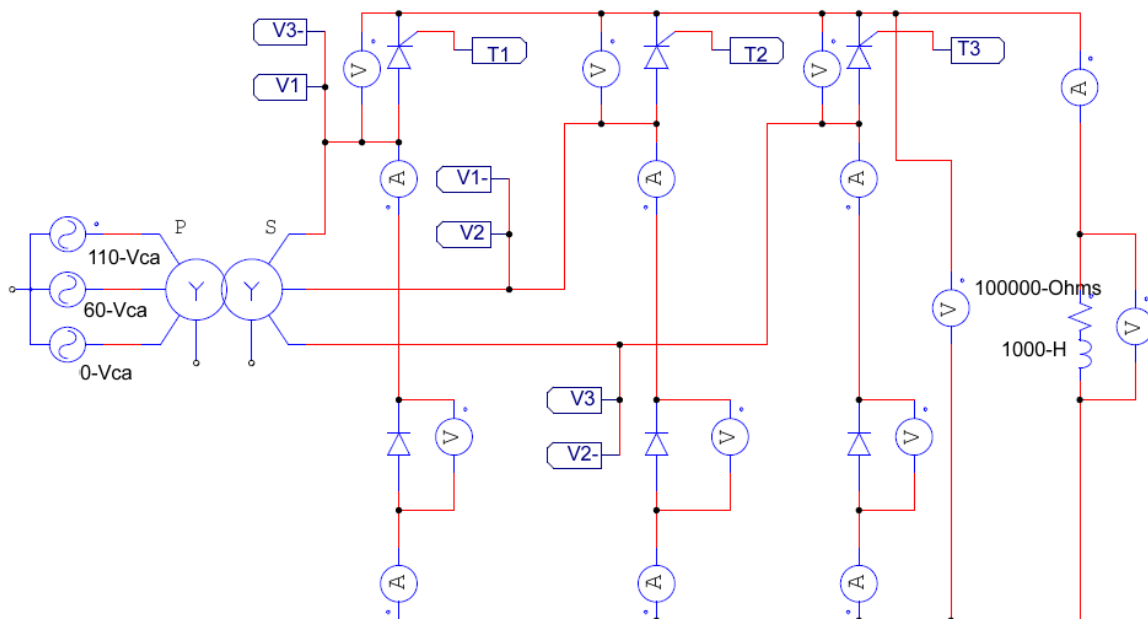 V3-
V1
V
T1
V
T2
V
T3
A
A
V1-
A
A
V2
P
S
110-Vca
60-Vca
0-Vca
Y
Y
V
100000-Ohms
1000-H
V
V3
V2-
V
V
V
A
A
A